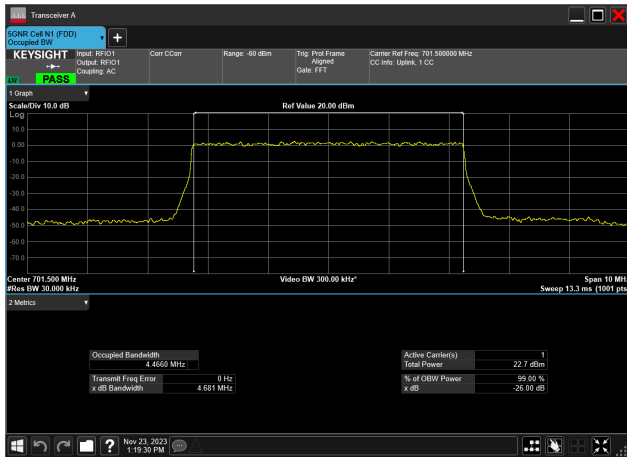 Transceiver A
5GNR Cell N1 (FDD)
Occupied BW
+
KEYSIGHT
PASS
Input: RFIO1
Output: RFIO1
Coupling: AC
Corr CCorr
Range: -60 dBm
Trig: Prot Frame
Aligned
Gate: FFT
Carrier Ref Freq: 701.500000 MHz
CC Info: Uplink, 1 CC
1 Graph
Scale/Div 10.0 dB
Ref Value 20.00 dBm
Log
10.0
0.00
-10.0
-20.0
-30.0
-40.0
-50.0
-60.0
-70.0
Center 701.500 MHz
Video BW 300.00 kHz*
Span 10 MHz
#Res BW 30.000 kHz
Sweep 13.3 ms (1001 pts
2 Metrics
Occupied Bandwidth
4.4660 MHz
Transmit Freq Error 0 Hz
x dB Bandwidth 4.681 MHz
Active Carrier(s) 1
Total Power 22.7 dBm
% of OBW Power 99.00 %
x dB -26.00 dB
?
Nov 23, 2023
1:19:30 PM